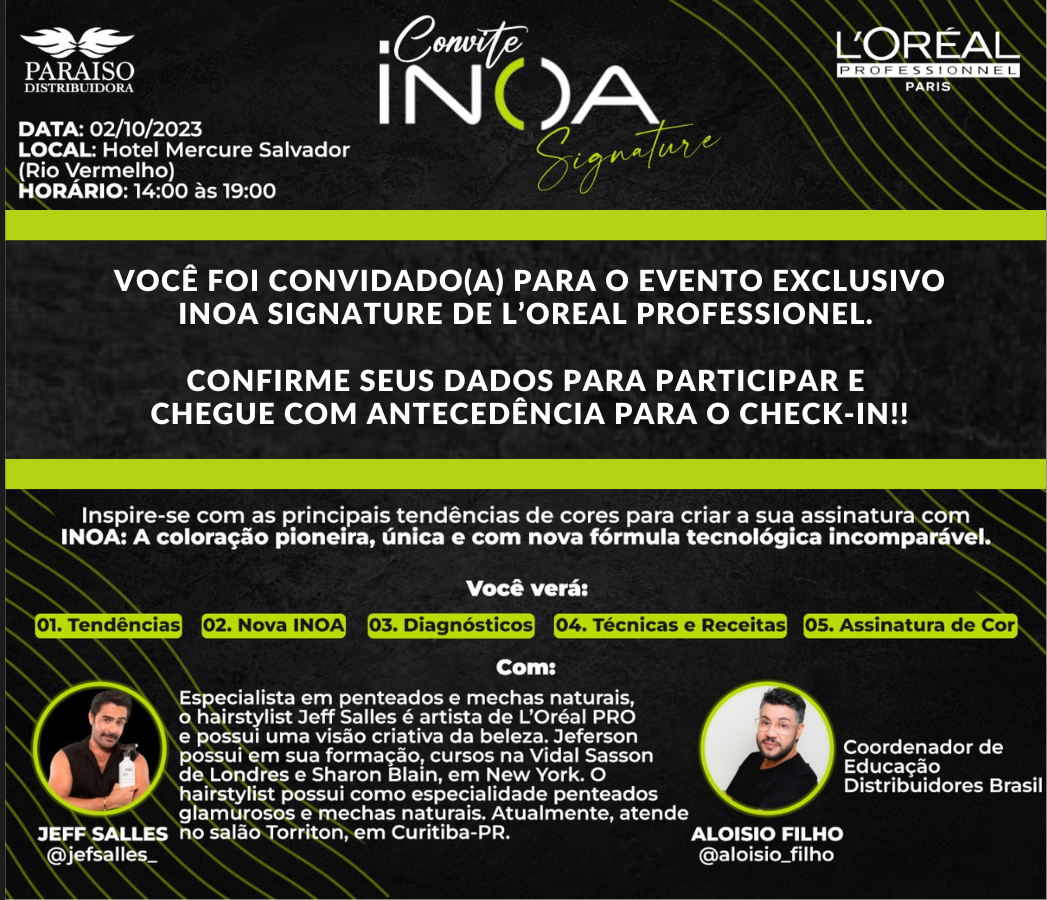 PARAISO
DISTRIBUIDORA
Convite
iNOA
Signature
L'ORÉAL
PROFESSIONNEL
PARIS
DATA: 02/10/2023
LOCAL: Hotel Mercure Salvador
(Rio Vermelho)
HORÁRIO: 14:00 às 19:00
VOCÊ FOI CONVIDADO(A) PARA O EVENTO EXCLUSIVO
INOA SIGNATURE DE L'OREAL PROFESSIONEL.
CONFIRME SEUS DADOS PARA PARTICIPAR E
CHEGUE COM ANTECEDÊNCIA PARA O CHECK-IN!!
Inspire-se com as principais tendências de cores para criar a sua assinatura com
INOA: A coloração pioneira, única e com nova fórmula tecnológica incomparável.
Você verá:
01. Tendências
02. Nova INOA
03. Diagnósticos
04. Técnicas e Receitas
05. Assinatura de Cor
Com:
Especialista em penteados e mechas naturais,
o hairstylist Jeff Salles é artista de L'Oréal PRO
e possui uma visão criativa da beleza. Jeferson
possui em sua formação, cursos na Vidal Sasson
de Londres e Sharon Blain, em New York. O
hairstylist possui como especialidade penteados
glamurosos e mechas naturais. Atualmente, atende
no salão Torriton, em Curitiba-PR.
JEFF SALLES
@jefsalles_
Coordenador de
Educação
Distribuidores Brasil
ALOISIO FILHO
@aloisio_filho